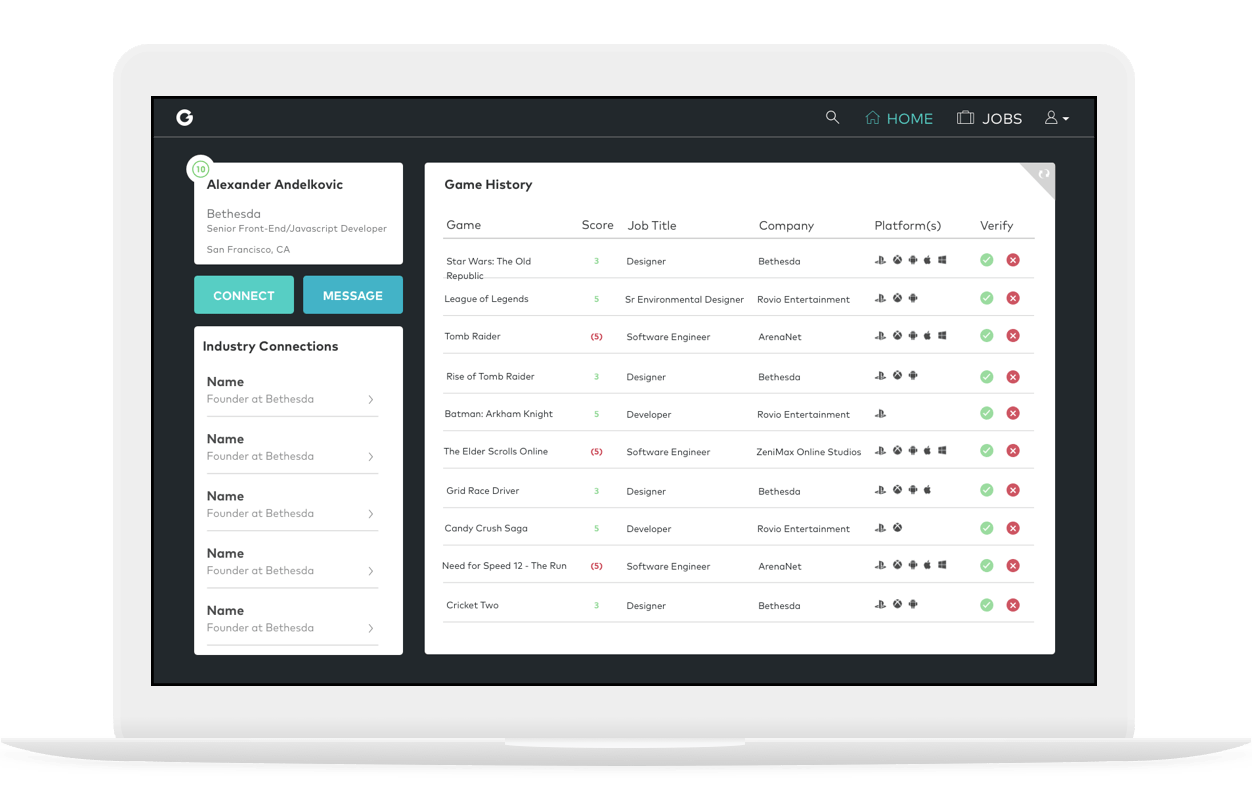 G
HOME
JOBS
10
Alexander Andelkovic
Bethesda
Senior Front-End/Javascript Developer
San Francisco, CA
CONNECT
MESSAGE
Industry Connections
Name
Founder at Bethesda
Name
Founder at Bethesda
Name
Founder at Bethesda
Name
Founder at Bethesda
Name
Founder at Bethesda
Game History
Game Score Job Title Company Platform(s) Verify
Star Wars: The Old 3 Designer Bethesda
Republic
League of Legends 5 Sr Environmental Designer Rovio Entertainment
Tomb Raider (5) Software Engineer ArenaNet
Rise of Tomb Raider 3 Designer Bethesda
Batman: Arkham Knight 5 Developer Rovio Entertainment
The Elder Scrolls Online (5) Software Engineer ZeniMax Online Studios
Grid Race Driver 3 Designer Bethesda
Candy Crush Saga 5 Developer Rovio Entertainment
Need for Speed 12 - The Run (5) Software Engineer ArenaNet
Cricket Two 3 Designer Bethesda